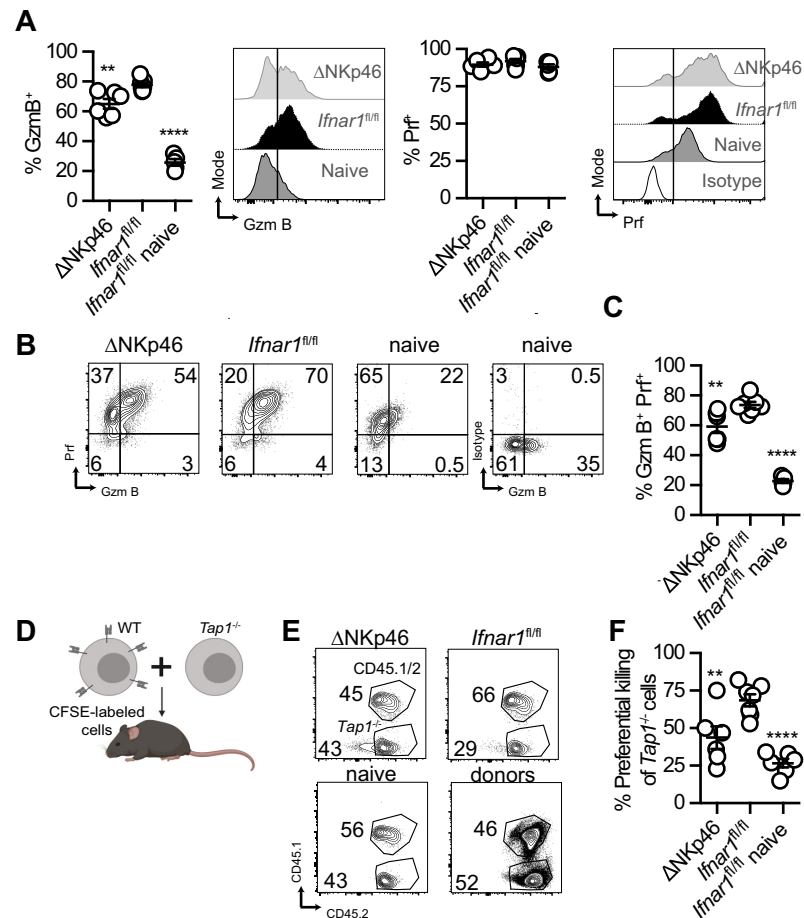 A
100
80
60
40
20
0
% GzmB+
**
****
ΔNKp46
Ifnar1fl/fl
Ifnar1fl/fl naive
ΔNKp46
Ifnar1fl/fl
Naive
Mode
Gzm B
100
75
50
25
0
% Prf+
ΔNKp46
Ifnar1fl/fl
Ifnar1fl/fl naive
ΔNKp46
Ifnar1fl/fl
Naive
Isotype
Mode
Prf
B
ΔNKp46
Ifnar1fl/fl
naive
naive
37 54
6 3
20 70
6 4
65 22
13 0.5
3 0.5
61 35
Prf
Gzm B
Gzm B
Gzm B
Isotype
Gzm B
C
100
80
60
40
20
0
% Gzm B+ Prf+
**
****
ΔNKp46
Ifnar1fl/fl
Ifnar1fl/fl naive
D
WT
Tap1-/-
CFSE-labeled
cells
E
ΔNKp46
Ifnar1fl/fl
CD45.1/2
45
66
Tap1-/-
43
29
naive
donors
56
46
43
52
CD45.1
CD45.2
F
100
75
50
25
0
% Preferential killing
of Tap1-/- cells
**
****
ΔNKp46
Ifnar1fl/fl
Ifnar1fl/fl naive